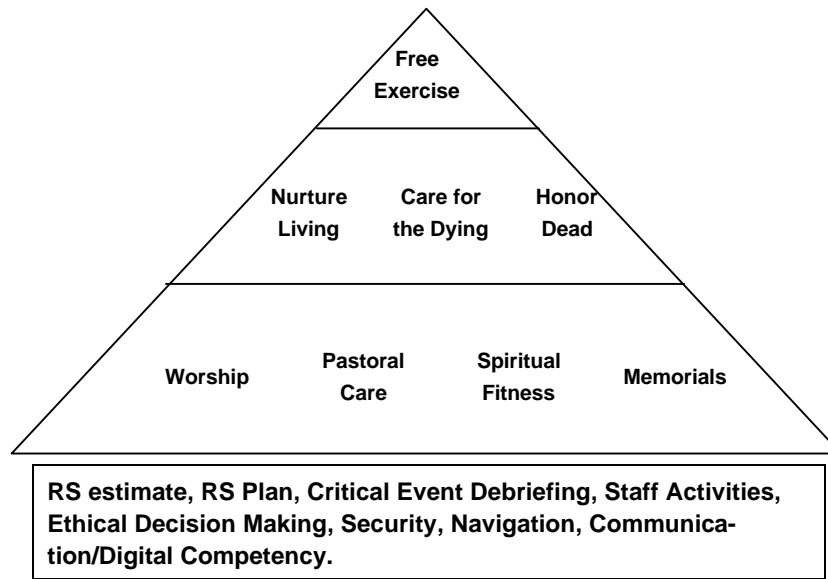 Free
Exercise
Nurture
Living
Care for
the Dying
Honor
Dead
Worship
Pastoral
Care
Spiritual
Fitness
Memorials
RS estimate, RS Plan, Critical Event Debriefing, Staff Activities,
Ethical Decision Making, Security, Navigation, Communica-
tion/Digital Competency.